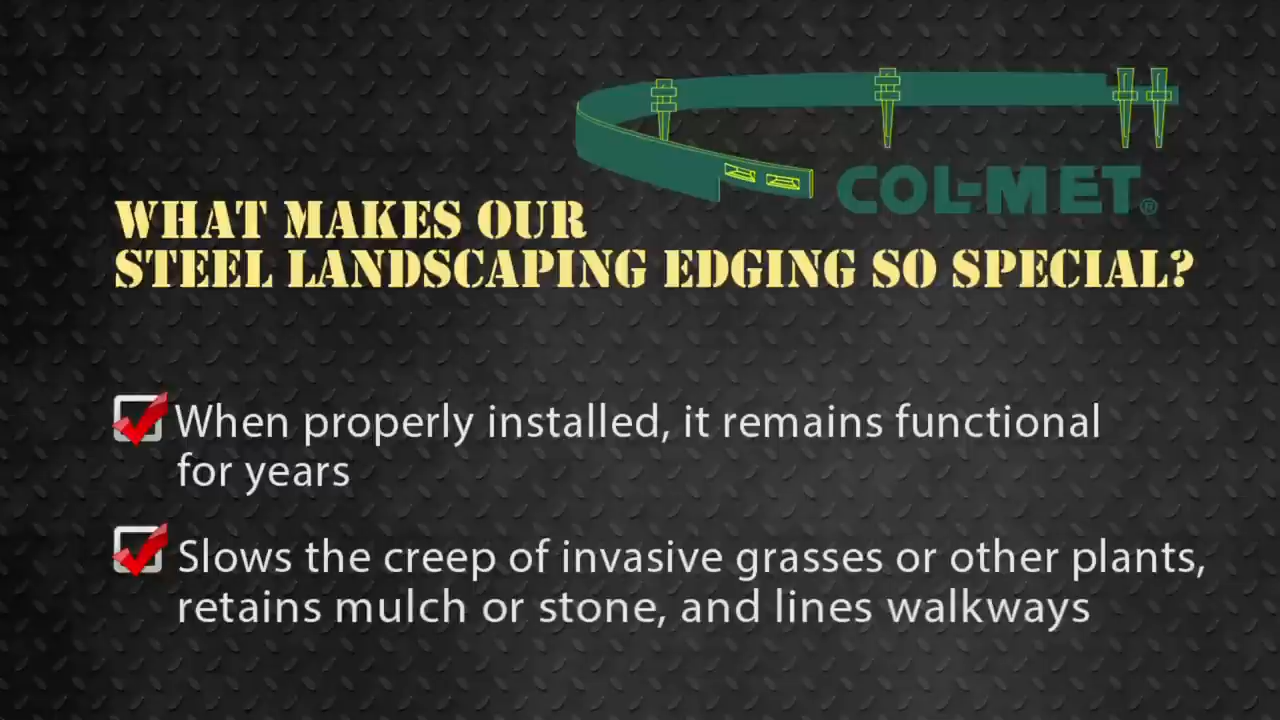 COL-MET®
WHAT MAKES OUR
STEEL LANDSCAPING EDGING SO SPECIAL?
When properly installed, it remains functional
for years
Slows the creep of invasive grasses or other plants,
retains mulch or stone, and lines walkways